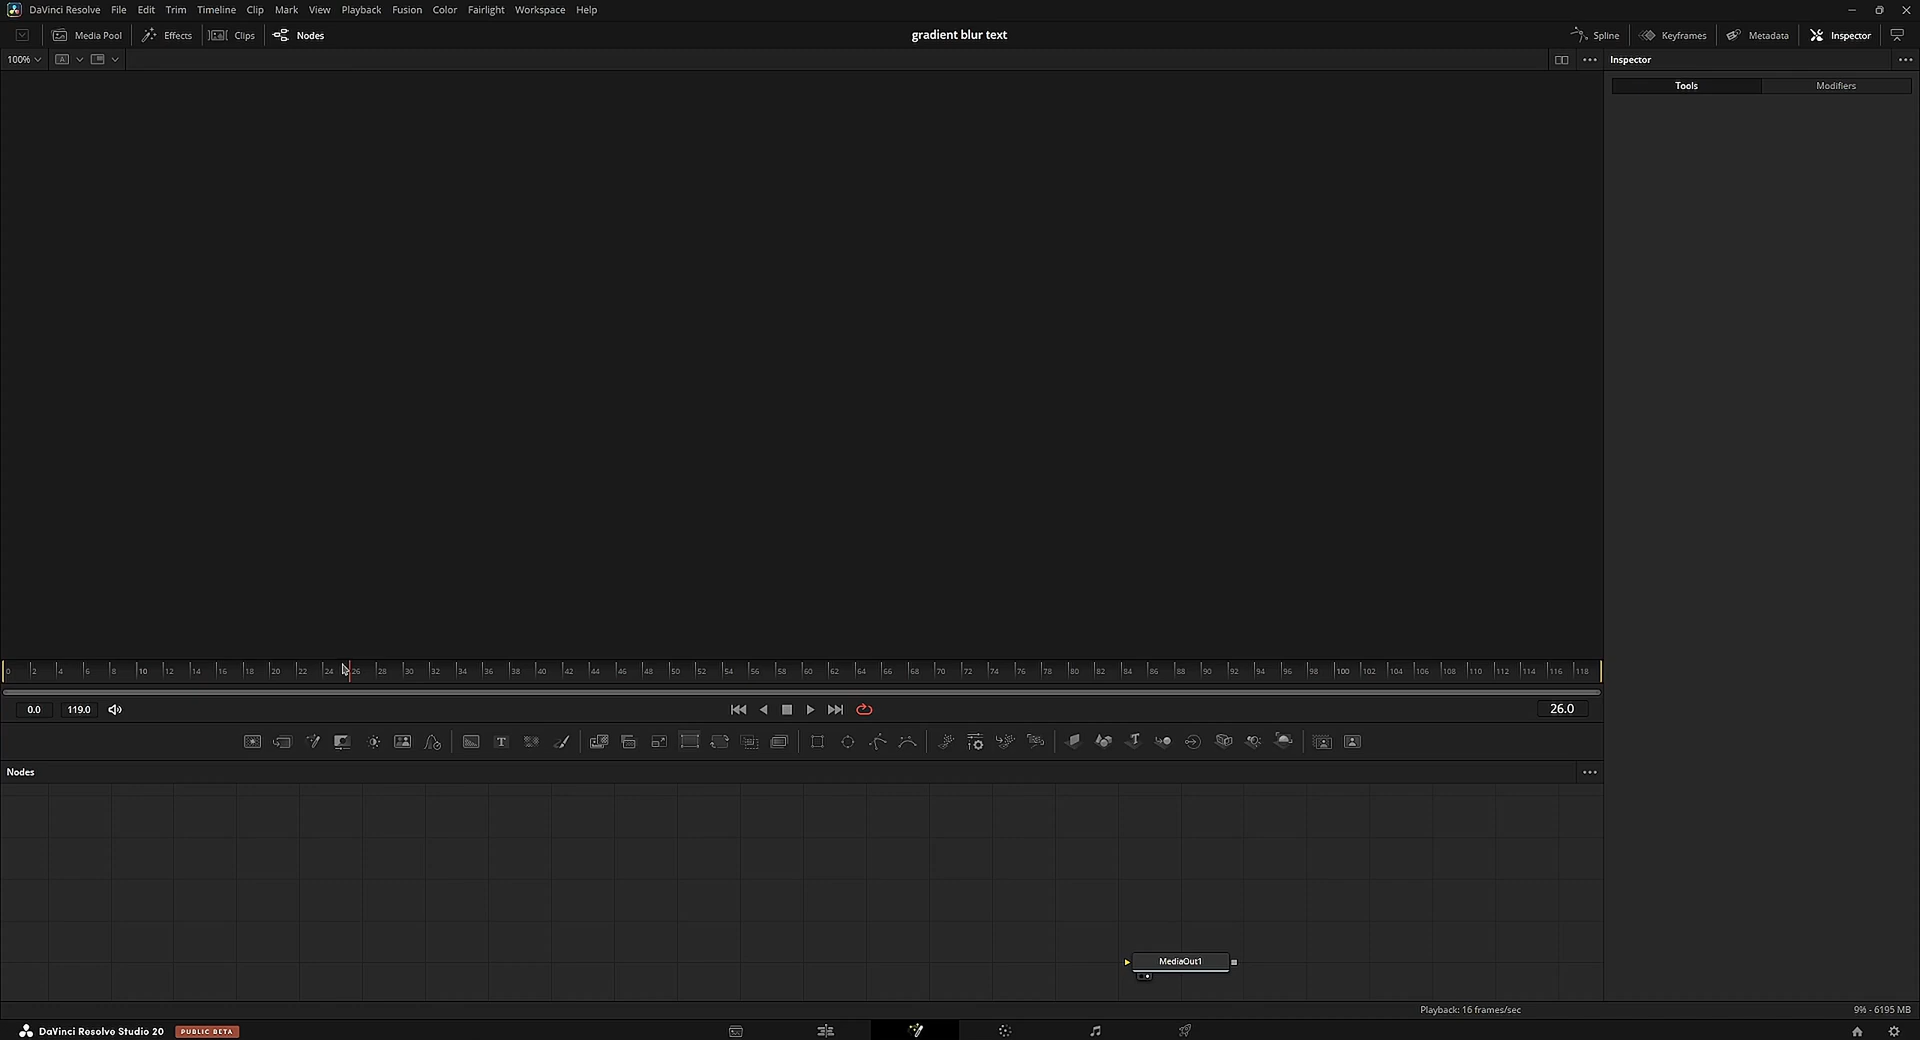 DaVinci Resolve File Edit Trim Timeline Clip Mark View Playback Fusion Color Fairlight Workspace Help
Media Pool Effects Clips Nodes gradient blur text Spline Keyframes Metadata Inspector
100% A Inspector
Tools Modifiers
0 2 4 6 8 10 12 14 16 18 20 22 24 26 28 30 32 34 36 38 40 42 44 46 48 50 52 54 56 58 60 62 64 66 68 70 72 74 76 78 80 82 84 86 88 90 92 94 96 98 100 102 104 106 108 110 112 114 116 118
0.0 119.0 26.0
T
Nodes
MediaOut1
Playback: 16 frames/sec 9% - 6195 MB
DaVinci Resolve Studio 20 PUBLIC BETA